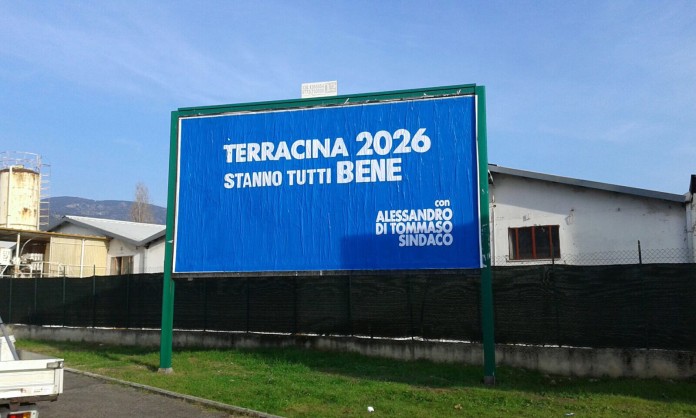 TERRACINA 2026
STANNO TUTTI BENE
con
ALESSANDRO
DI TOMMASO
SINDACO